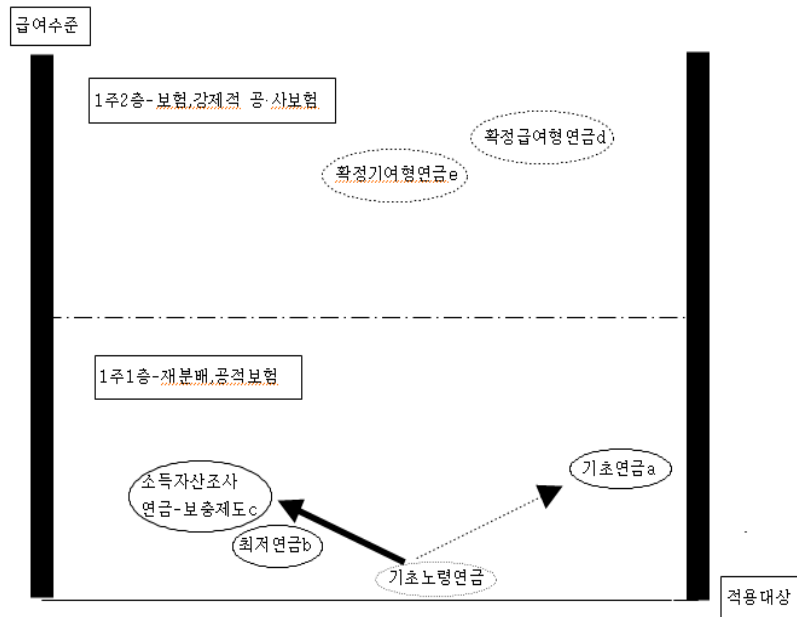 급여수준
1주2층-보험,강제적 공·사보험
확정급여형연금d
확정기여형연금e
1주1층-재분배,공적보험
기초연금a
소득자산조사
연금-보충제도c
최저연금b
기초노령연금
적용대상